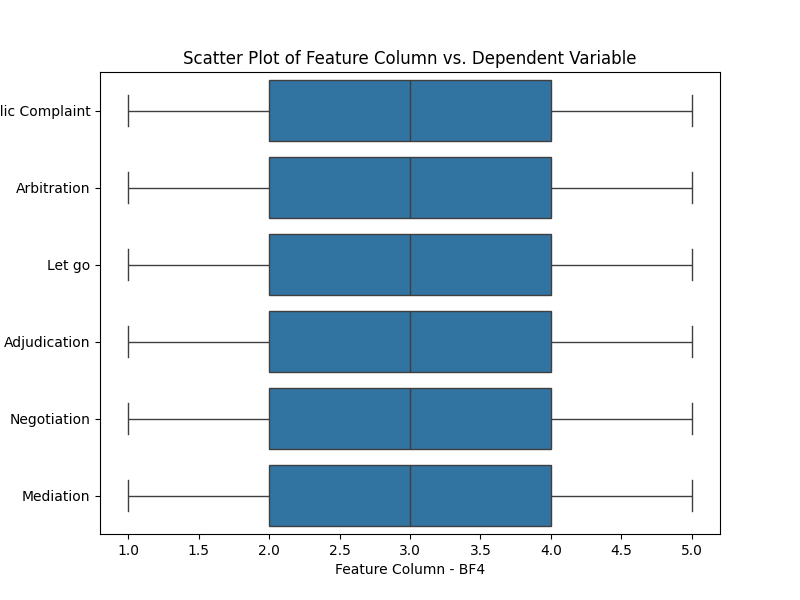 Scatter Plot of Feature Column vs. Dependent Variable
lic Complaint
Arbitration
Let go
Adjudication
Negotiation
Mediation
1.0 1.5 2.0 2.5 3.0 3.5 4.0 4.5 5.0
Feature Column - BF4